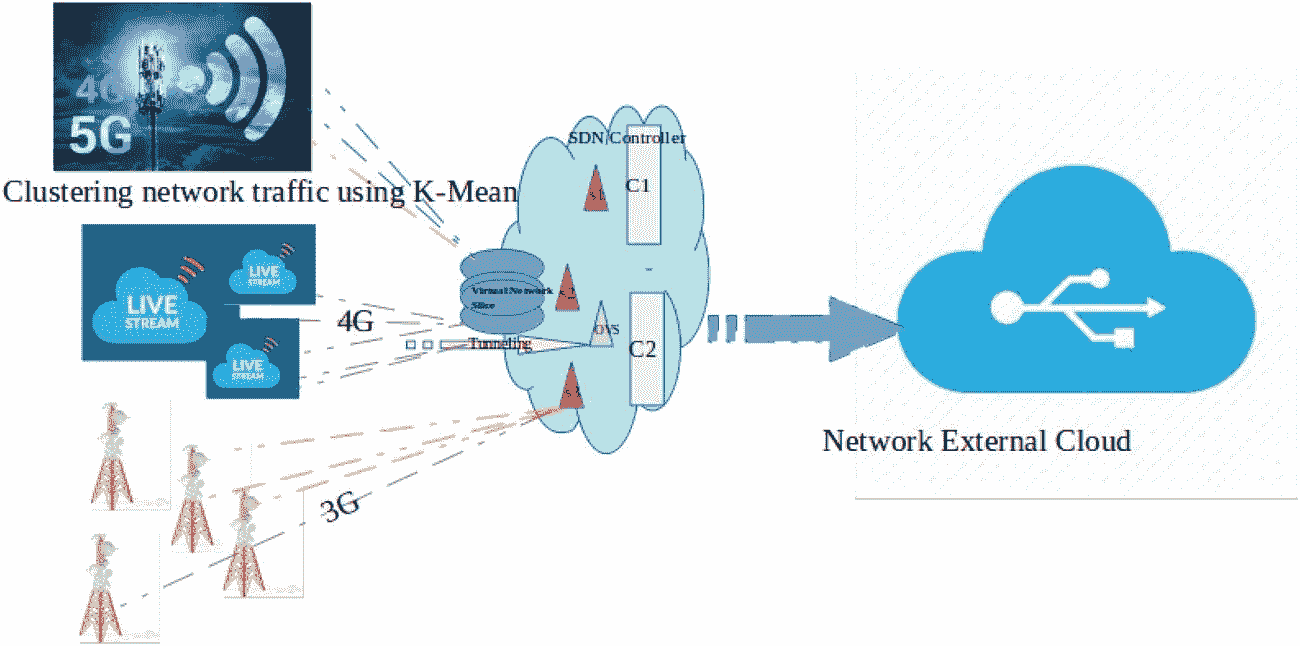 4G
5G
Clustering network traffic using K-Mean
LIVE
STREAM
LIVE
STREAM
LIVE
STREAM
4G
3G
SDN Controller
s1
C1
Virtual Network
Slice
OVS
Tunneling
C2
Network External Cloud